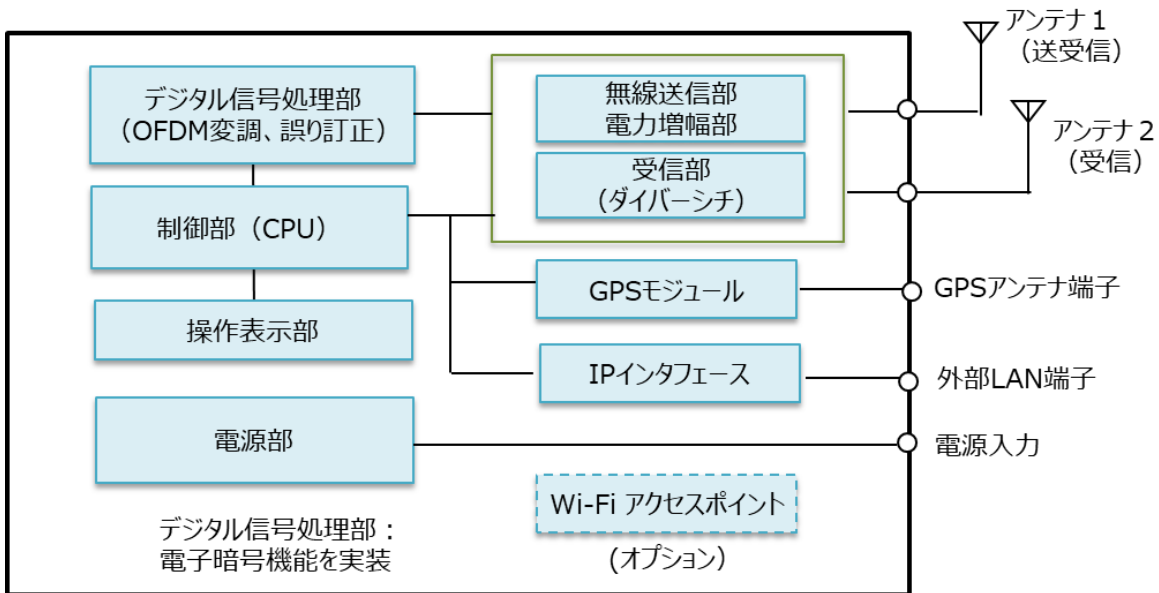 アンテナ1
（送受信）
デジタル信号処理部
（OFDM変調、誤り訂正）
無線送信部
電力増幅部
アンテナ2
（受信）
受信部
（ダイバーシチ）
制御部（CPU）
GPSモジュール
GPSアンテナ端子
操作表示部
IPインタフェース
外部LAN端子
電源部
電源入力
Wi-Fi アクセスポイント
(オプション）
デジタル信号処理部：
電子暗号機能を実装